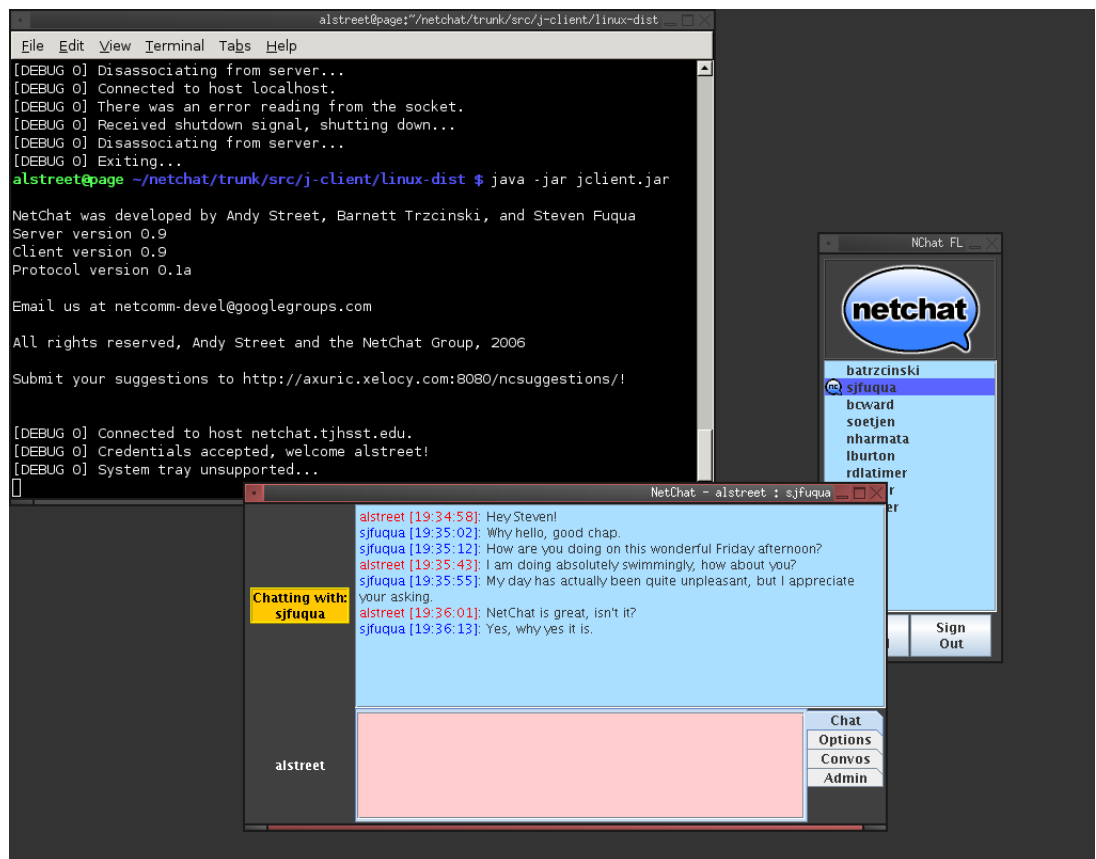 alstreet@page:~/netchat/trunk/src/j-client/linux-dist
File Edit View Terminal Tabs Help
[DEBUG 0] Disassociating from server...
[DEBUG 0] Connected to host localhost.
[DEBUG 0] There was an error reading from the socket.
[DEBUG 0] Received shutdown signal, shutting down...
[DEBUG 0] Disassociating from server...
[DEBUG 0] Exiting...
alstreet@page ~/netchat/trunk/src/j-client/linux-dist $ java -jar jclient.jar
NetChat was developed by Andy Street, Barnett Trzcinski, and Steven Fuqua
Server version 0.9
Client version 0.9
Protocol version 0.1a
Email us at netcomm-devel@googlegroups.com
All rights reserved, Andy Street and the NetChat Group, 2006
Submit your suggestions to http://axuric.xelocy.com:8080/ncsuggestions/!
[DEBUG 0] Connected to host netchat.tjhsst.edu.
[DEBUG 0] Credentials accepted, welcome alstreet!
[DEBUG 0] System tray unsupported...
NChat FL
netchat
batrzcinski
nc sjfuqua
bcward
soetjen
nharmata
lburton
rdlatimer
r
er
Sign
Out
NetChat - alstreet : sjfuqua
alstreet [19:34:58]: Hey Steven!
sjfuqua [19:35:02]: Why hello, good chap.
sjfuqua [19:35:12]: How are you doing on this wonderful Friday afternoon?
alstreet [19:35:43]: I am doing absolutely swimmingly, how about you?
sjfuqua [19:35:55]: My day has actually been quite unpleasant, but I appreciate
your asking.
alstreet [19:36:01]: NetChat is great, isn't it?
sjfuqua [19:36:13]: Yes, why yes it is.
Chatting with:
sjfuqua
alstreet
Chat
Options
Convos
Admin